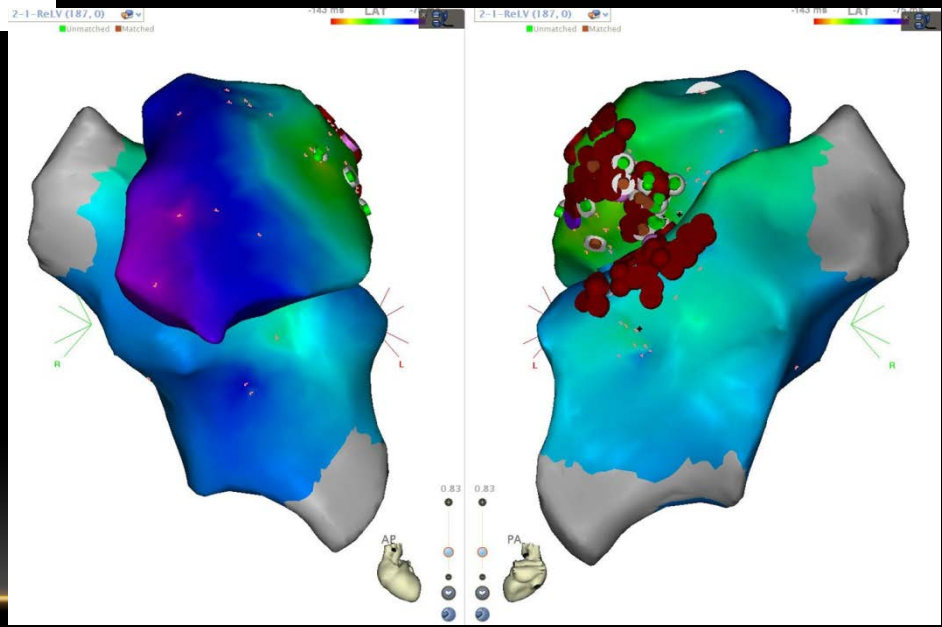 2-1-ReLV (187, 0)
-143 ms LAT
Unmatched Matched
R
L
0.83
AP
2-1-ReLV (187, 0)
-143 ms LAT
Unmatched Matched
L
R
0.83
PA